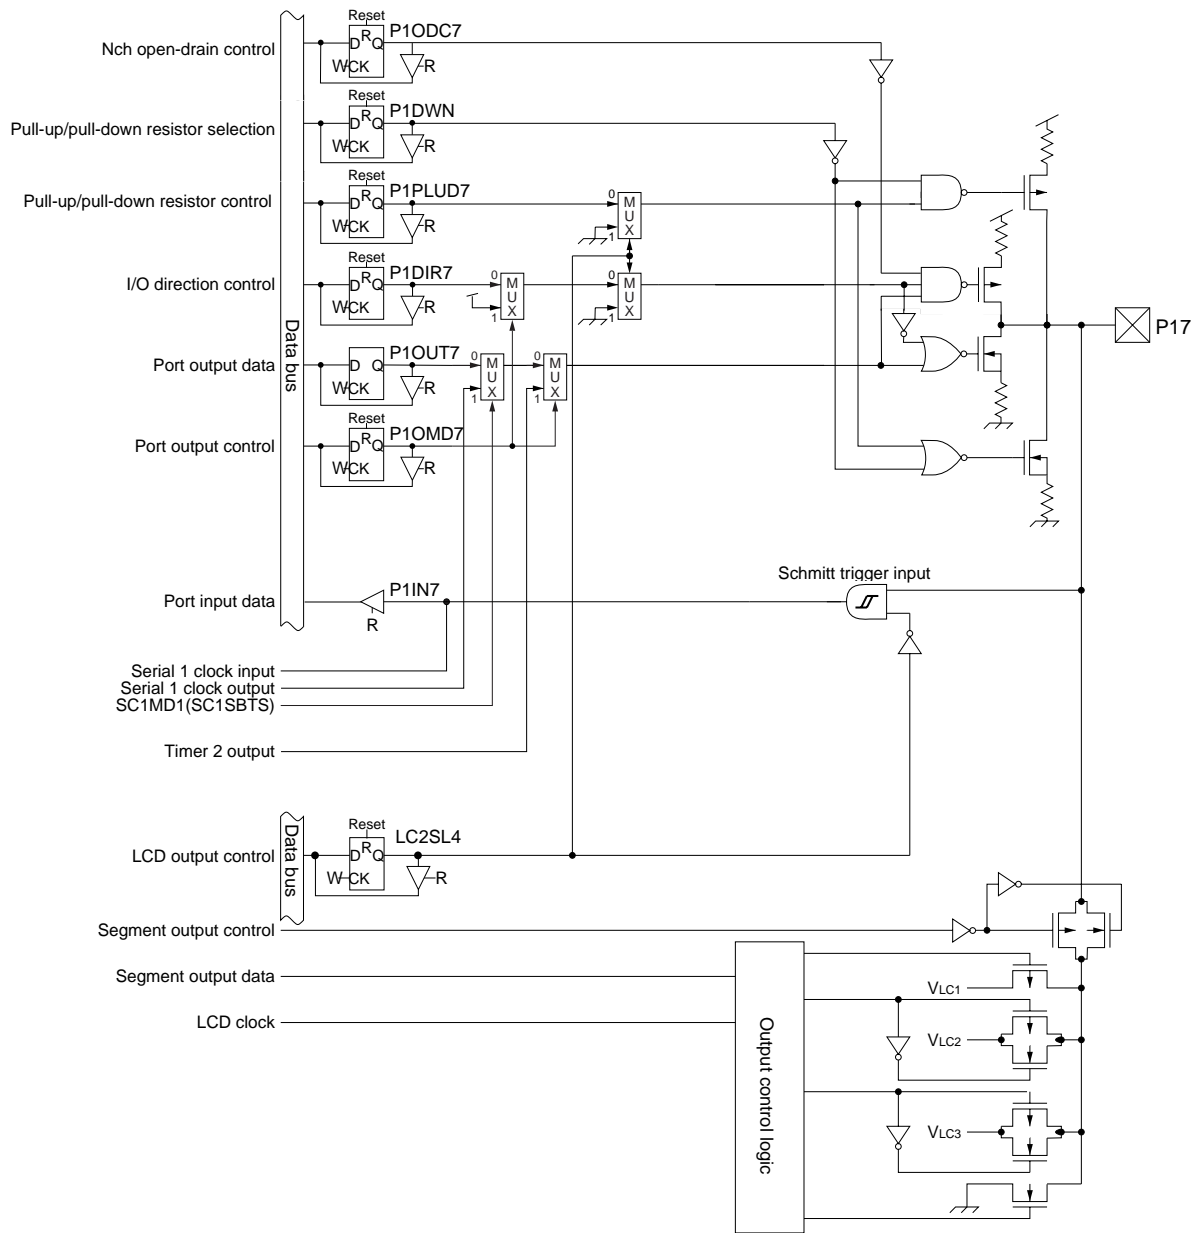 Reset
Nch open-drain control
D R Q
P1ODC7
W CK
R
Reset
Pull-up/pull-down resistor selection
D R Q
P1DWN
W CK
R
Reset
Pull-up/pull-down resistor control
D R Q
P1PLUD7
W CK
R
0
MUX
1
Reset
I/O direction control
D R Q
P1DIR7
W CK
R
0
MUX
1
0
MUX
1
P17
Data bus
Port output data
D Q
P1OUT7
W CK
R
0
MUX
1
0
MUX
1
Reset
Port output control
D R Q
P1OMD7
W CK
R
Schmitt trigger input
Port input data
P1IN7
R
Serial 1 clock input
Serial 1 clock output
SC1MD1(SC1SBTS)
Timer 2 output
Data bus
Reset
LCD output control
D R Q
LC2SL4
W CK
R
Segment output control
Segment output data
LCD clock
Output control logic
VLC1
VLC2
VLC3